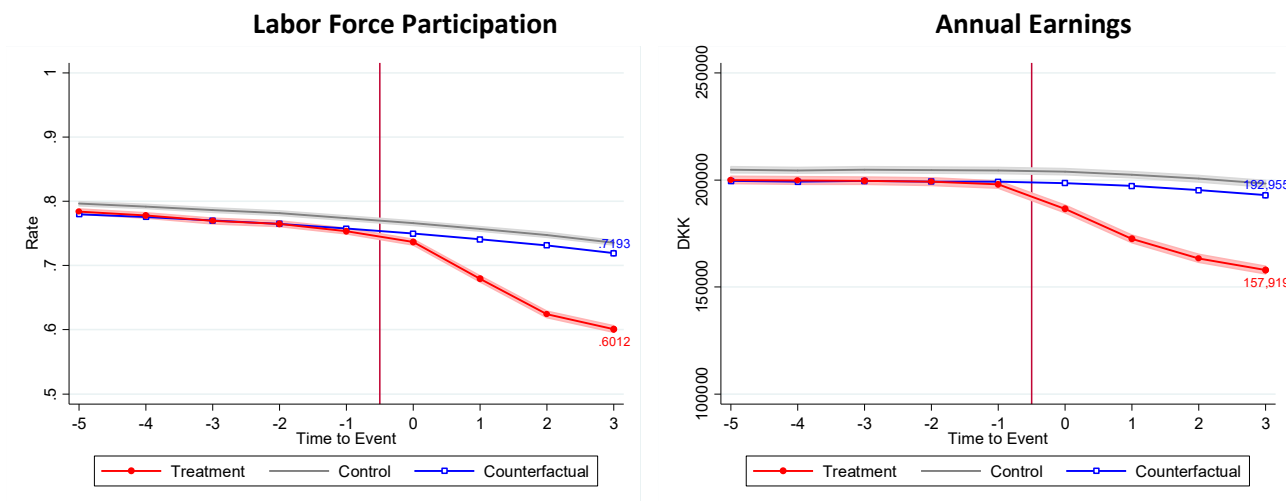 Labor Force Participation
1
.9
.8
.7
.6
.5
Rate
.7193
.6012
-5 -4 -3 -2 -1 0 1 2 3
Time to Event
Treatment Control Counterfactual
Annual Earnings
250000
200000
150000
100000
DKK
192,955
157,919
-5 -4 -3 -2 -1 0 1 2 3
Time to Event
Treatment Control Counterfactual